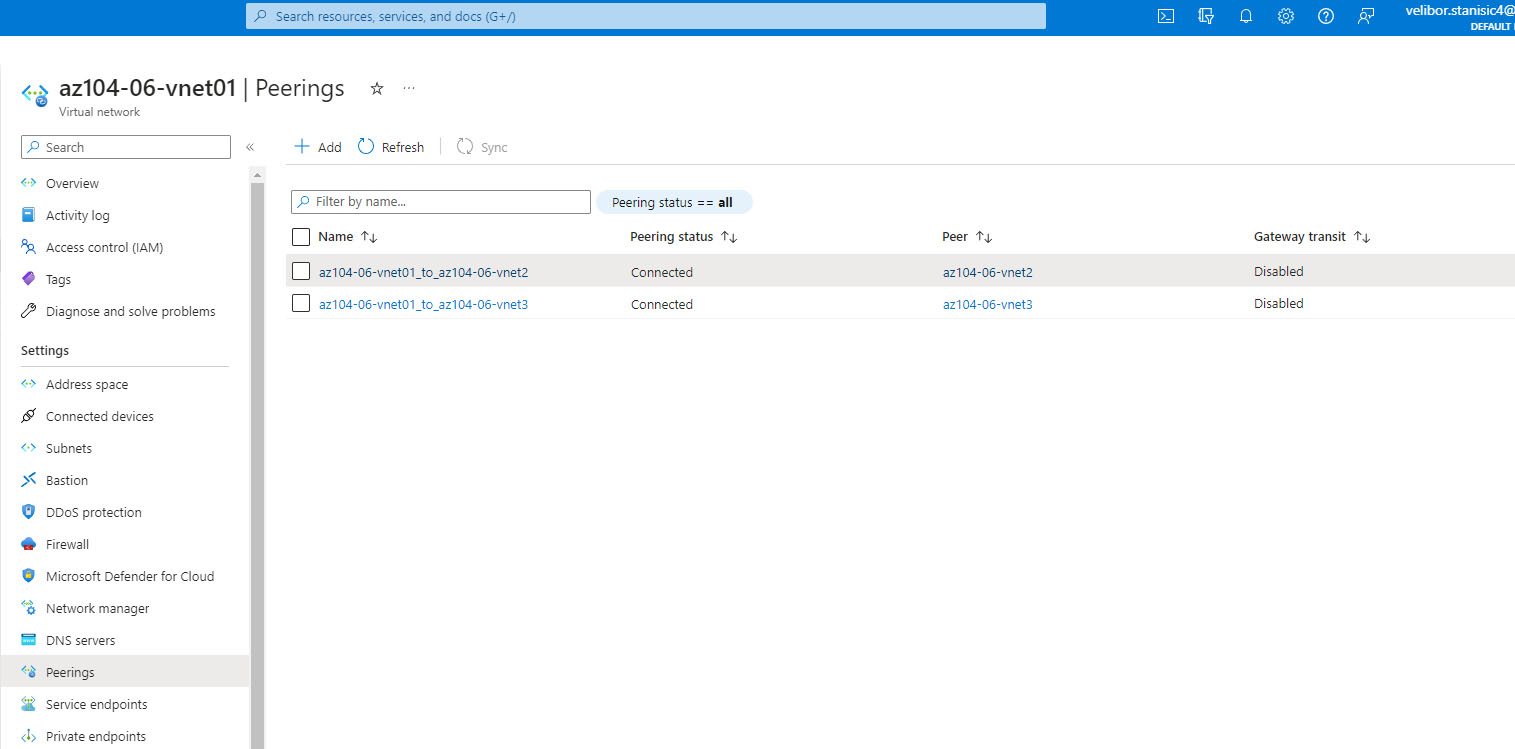 Search resources, services, and docs (G+/)
velibor.stanisic4@
DEFAULT
az104-06-vnet01 | Peerings
Virtual network
Search
Add Refresh Sync
Overview
Activity log
Access control (IAM)
Tags
Diagnose and solve problems
Settings
Address space
Connected devices
Subnets
Bastion
DDoS protection
Firewall
Microsoft Defender for Cloud
Network manager
DNS servers
Peerings
Service endpoints
Private endpoints
Filter by name... Peering status == all
Name Peering status Peer Gateway transit
az104-06-vnet01_to_az104-06-vnet2 Connected az104-06-vnet2 Disabled
az104-06-vnet01_to_az104-06-vnet3 Connected az104-06-vnet3 Disabled